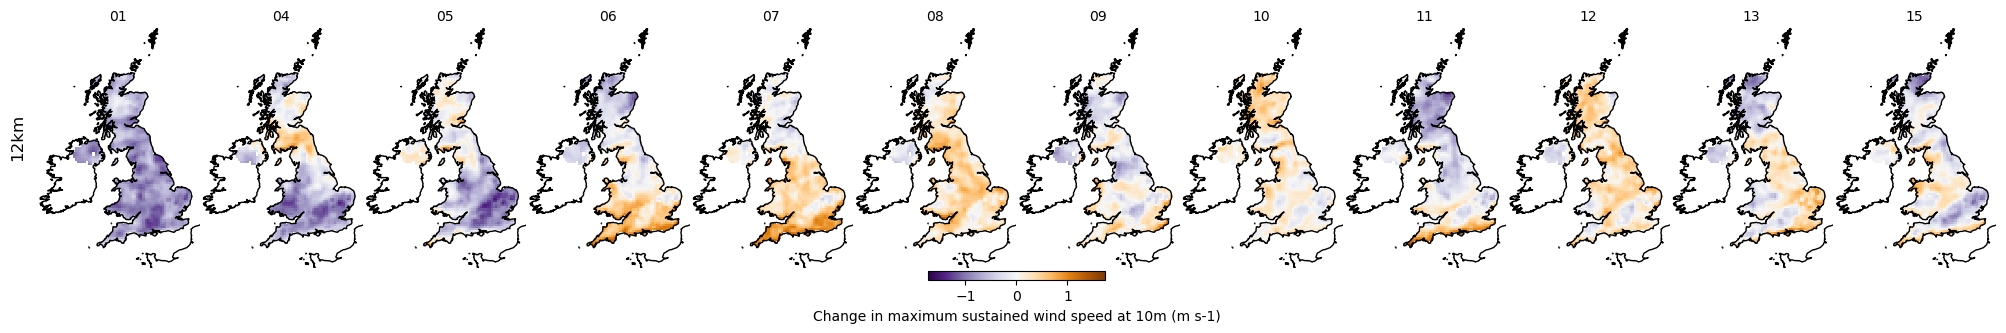 01 04 05 06 07 08 09 10 11 12 13 15
12km
−1 0 1
Change in maximum sustained wind speed at 10m (m s-1)